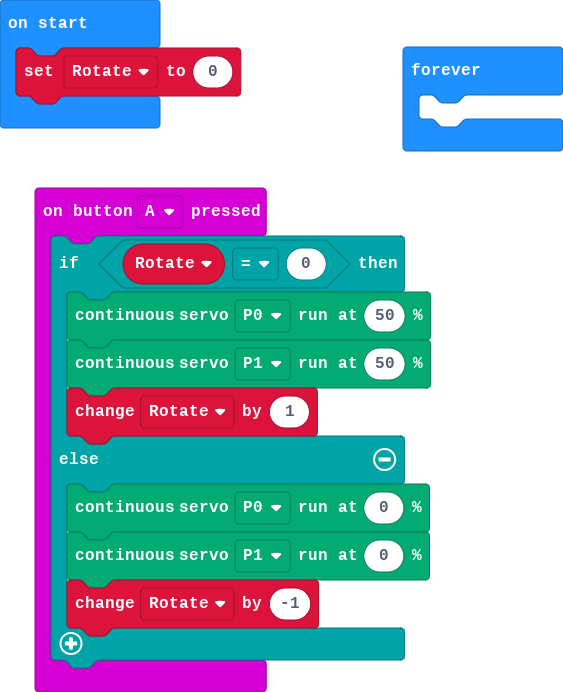 on start
set Rotate to 0
forever
on button A pressed
if Rotate = 0 then
continuous servo P0 run at 50 %
continuous servo P1 run at 50 %
change Rotate by 1
else
continuous servo P0 run at 0 %
continuous servo P1 run at 0 %
change Rotate by -1